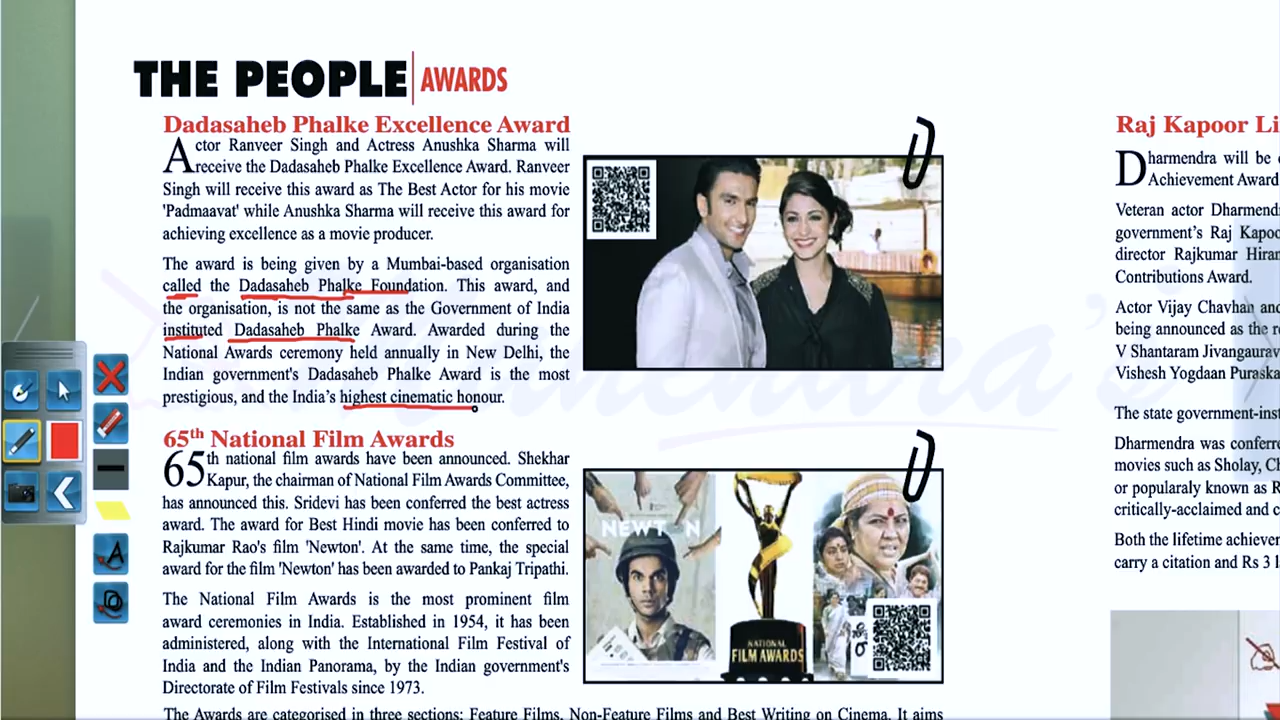 THE PEOPLE AWARDS
Dadasaheb Phalke Excellence Award
Actor Ranveer Singh and Actress Anushka Sharma will
receive the Dadasaheb Phalke Excellence Award. Ranveer
Singh will receive this award as The Best Actor for his movie
'Padmaavat' while Anushka Sharma will receive this award for
achieving excellence as a movie producer.
The award is being given by a Mumbai-based organisation
called the Dadasaheb Phalke Foundation. This award, and
the organisation, is not the same as the Government of India
instituted Dadasaheb Phalke Award. Awarded during the
National Awards ceremony held annually in New Delhi, the
Indian government's Dadasaheb Phalke Award is the most
prestigious, and the India's highest cinematic honour.
65th National Film Awards
65th national film awards have been announced. Shekhar
Kapur, the chairman of National Film Awards Committee,
has announced this. Sridevi has been conferred the best actress
award. The award for Best Hindi movie has been conferred to
Rajkumar Rao's film 'Newton'. At the same time, the special
award for the film 'Newton' has been awarded to Pankaj Tripathi.
The National Film Awards is the most prominent film
award ceremonies in India. Established in 1954, it has been
administered, along with the International Film Festival of
India and the Indian Panorama, by the Indian government's
Directorate of Film Festivals since 1973.
The Awards are categorised in three sections: Feature Films, Non-Feature Films and Best Writing on Cinema. It aims
NEWTON
NATIONAL
FILM AWARDS
Raj Kapoor Li
Dharmendra will be
Achievement Award
Veteran actor Dharmendr
government's Raj Kapoo
director Rajkumar Hiran
Contributions Award.
Actor Vijay Chavhan and
being announced as the r
V Shantaram Jivangaurav
Vishesh Yogdaan Puraska
The state government-inst
Dharmendra was conferre
movies such as Sholay, Ch
or popularaly known as R
critically-acclaimed and c
Both the lifetime achieve
carry a citation and Rs 3 l